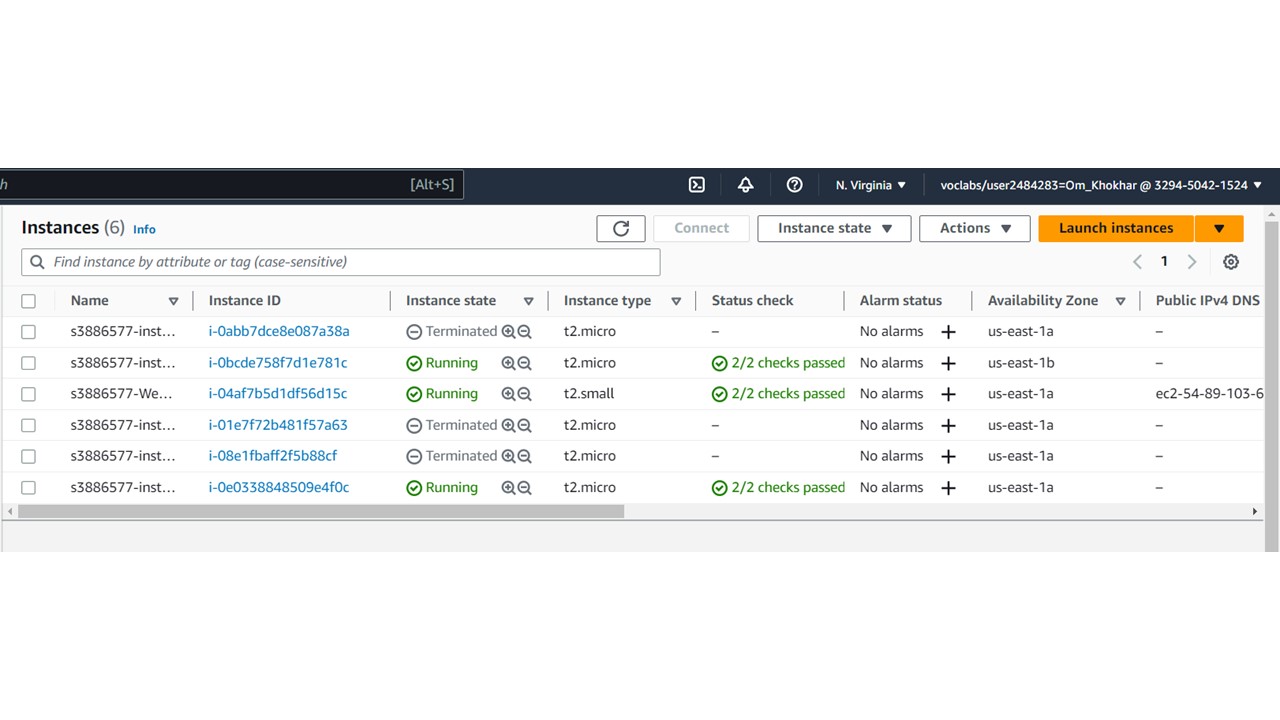 h [Alt+S] N. Virginia voclabs/user2484283=Om_Khokhar @ 3294-5042-1524
Instances (6) Info Connect Instance state Actions Launch instances
Find instance by attribute or tag (case-sensitive) 1
Name Instance ID Instance state Instance type Status check Alarm status Availability Zone Public IPv4 DNS
s3886577-inst... i-0abb7dce8e087a38a Terminated t2.micro – No alarms + us-east-1a –
s3886577-inst... i-0bcde758f7d1e781c Running t2.micro 2/2 checks passed No alarms + us-east-1b –
s3886577-We... i-04af7b5d1df56d15c Running t2.small 2/2 checks passed No alarms + us-east-1a ec2-54-89-103-6
s3886577-inst... i-01e7f72b481f57a63 Terminated t2.micro – No alarms + us-east-1a –
s3886577-inst... i-08e1fbaff2f5b88cf Terminated t2.micro – No alarms + us-east-1a –
s3886577-inst... i-0e0338848509e4f0c Running t2.micro 2/2 checks passed No alarms + us-east-1a –